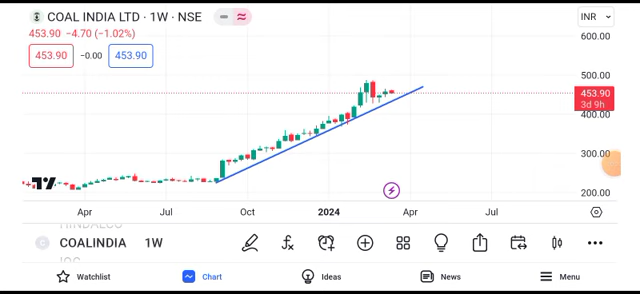 COAL INDIA LTD · 1W · NSE
INR
453.90 −4.70 (−1.02%)
453.90 −0.00 453.90
600.00
500.00
453.90
3d 9h
400.00
300.00
200.00
Apr Jul Oct 2024 Apr Jul
HINDALCO
C COALINDIA 1W
Watchlist Chart Ideas News Menu